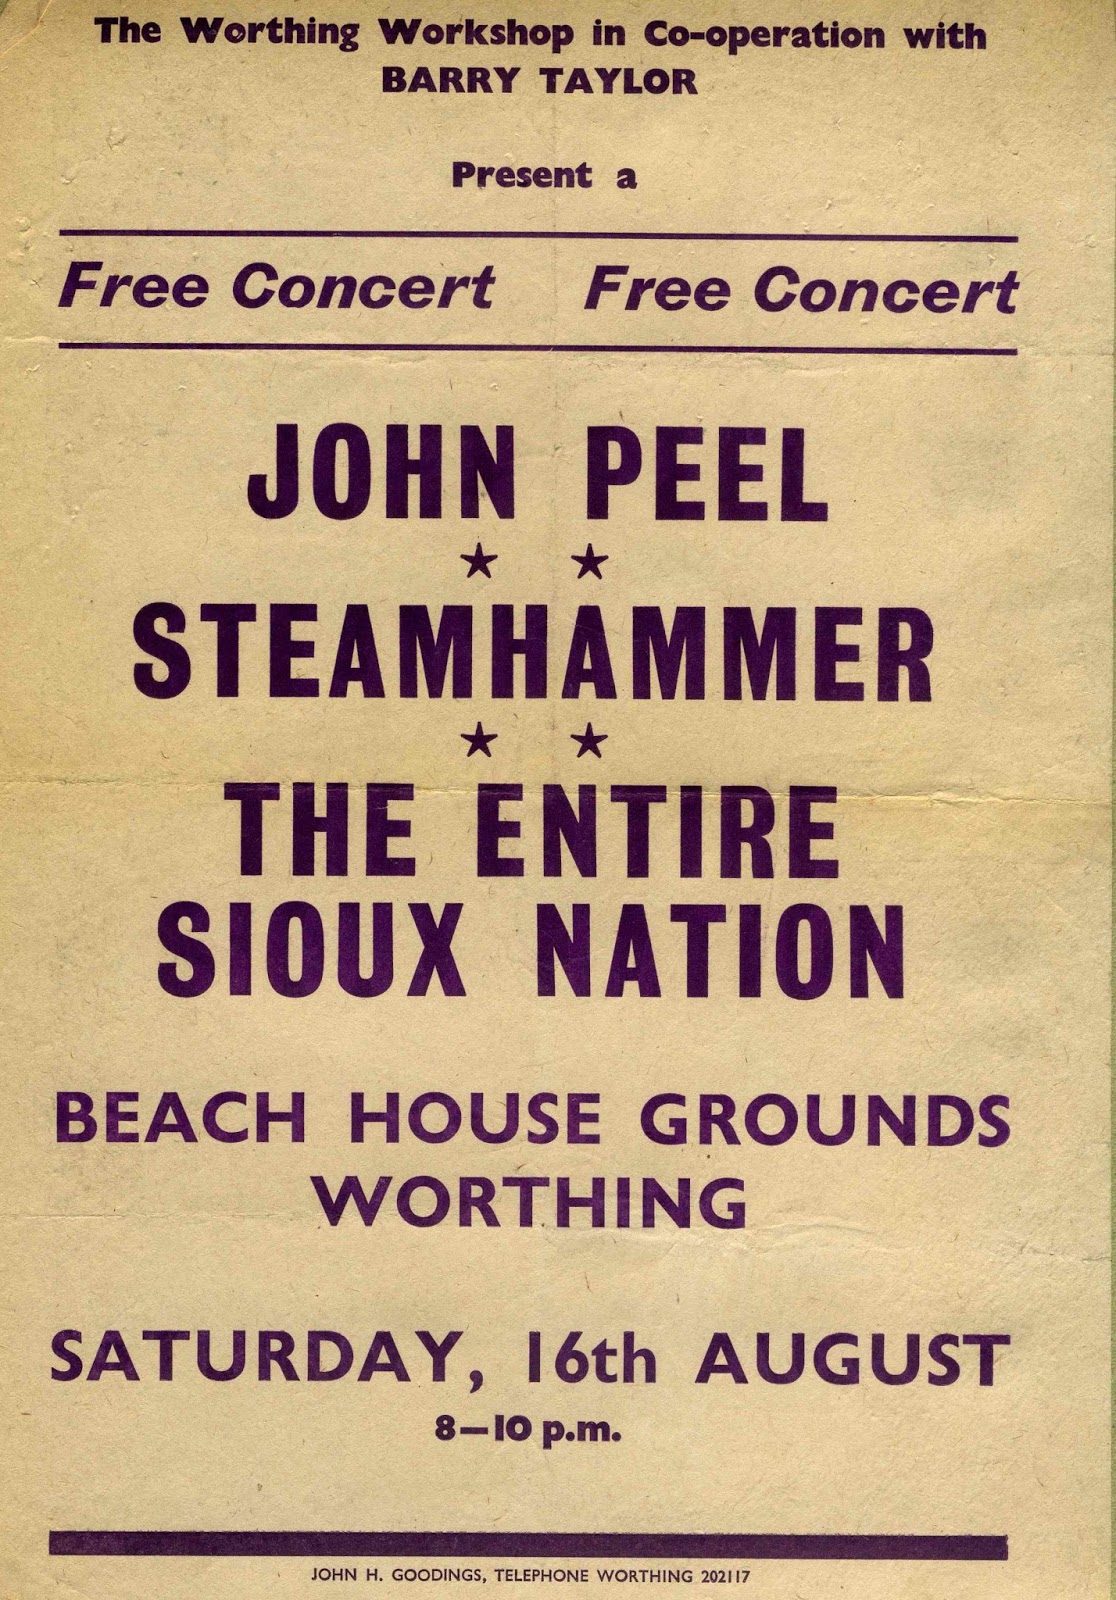 The Worthing Workshop in Co-operation with
BARRY TAYLOR
Present a
Free Concert Free Concert
JOHN PEEL
★ ★
STEAMHAMMER
★ ★
THE ENTIRE
SIOUX NATION
BEACH HOUSE GROUNDS
WORTHING
SATURDAY, 16th AUGUST
8—10 p.m.
JOHN H. GOODINGS, TELEPHONE WORTHING 202117